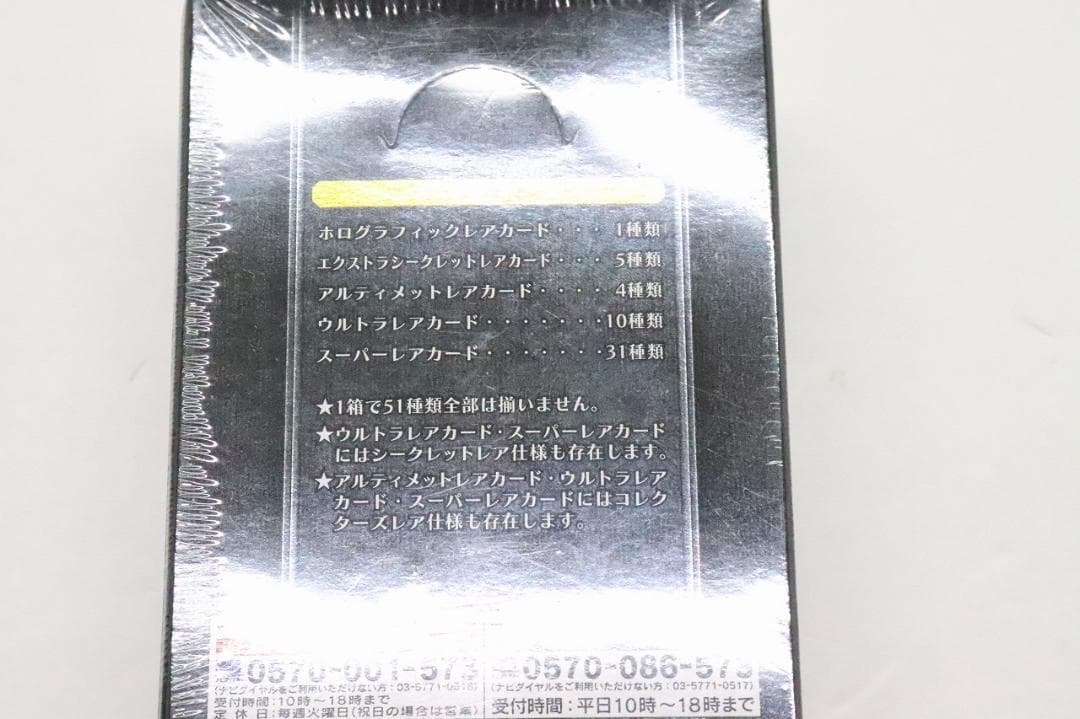 ホログラフィックレアカード・・・ 1種類
エクストラシークレットレアカード・・・ 5種類
アルティメットレアカード・・・・ 4種類
ウルトラレアカード・・・・・・・10種類
スーパーレアカード・・・・・・・31種類
★1箱で51種類全部は揃いません。
★ウルトラレアカード・スーパーレアカード
にはシークレットレア仕様も存在します。
★アルティメットレアカード・ウルトラレア
カード・スーパーレアカードにはコレク
ターズレア仕様も存在します。
0570-001-573
(ナビダイヤルをご利用いただけない方：03-5771-0516)
受付時間：10時～18時まで
定 休 日：毎週火曜日(祝日の場合は営業)
0570-086-573
(ナビダイヤルをご利用いただけない方：03-5771-0517)
受付時間：平日10時～18時まで